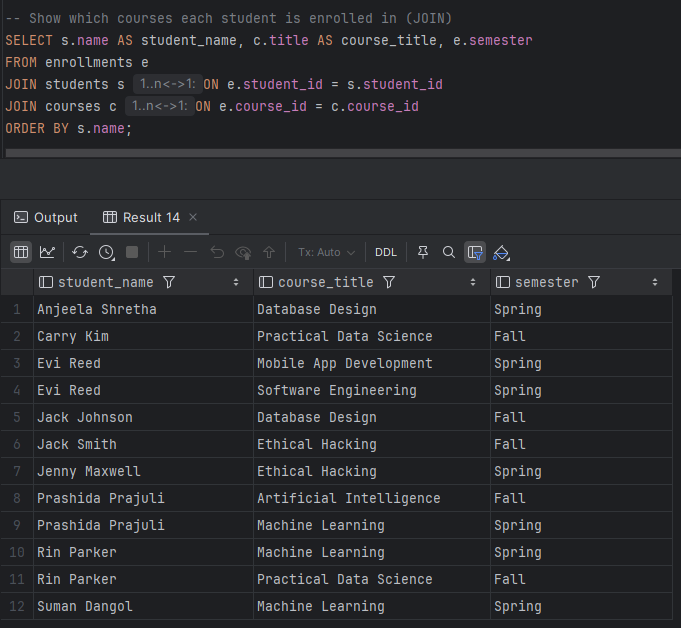 -- Show which courses each student is enrolled in (JOIN)
SELECT s.name AS student_name, c.title AS course_title, e.semester
FROM enrollments e
JOIN students s 1..n<->1: ON e.student_id = s.student_id
JOIN courses c 1..n<->1: ON e.course_id = c.course_id
ORDER BY s.name;
Output Result 14
Tx: Auto DDL
student_name course_title semester
1 Anjeela Shretha Database Design Spring
2 Carry Kim Practical Data Science Fall
3 Evi Reed Mobile App Development Spring
4 Evi Reed Software Engineering Spring
5 Jack Johnson Database Design Fall
6 Jack Smith Ethical Hacking Fall
7 Jenny Maxwell Ethical Hacking Spring
8 Prashida Prajuli Artificial Intelligence Fall
9 Prashida Prajuli Machine Learning Spring
10 Rin Parker Machine Learning Spring
11 Rin Parker Practical Data Science Fall
12 Suman Dangol Machine Learning Spring